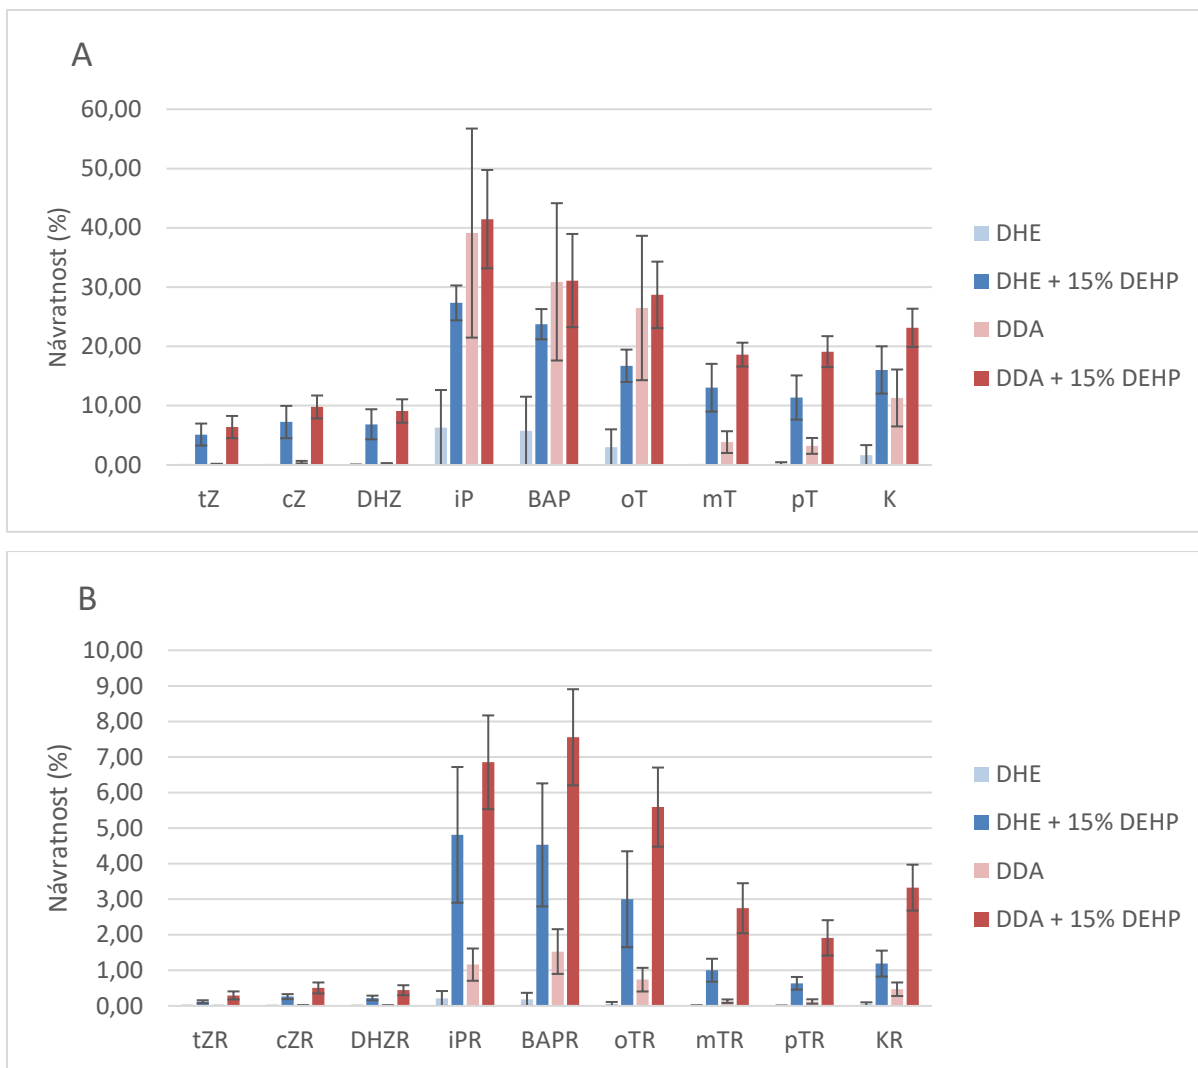 A
60,00
50,00
40,00
30,00
20,00
10,00
0,00
Návratnost (%)
tZ cZ DHZ iP BAP oT mT pT K
DHE
DHE + 15% DEHP
DDA
DDA + 15% DEHP
B
10,00
9,00
8,00
7,00
6,00
5,00
4,00
3,00
2,00
1,00
0,00
Návratnost (%)
tZR cZR DHZR iPR BAPR oTR mTR pTR KR
DHE
DHE + 15% DEHP
DDA
DDA + 15% DEHP